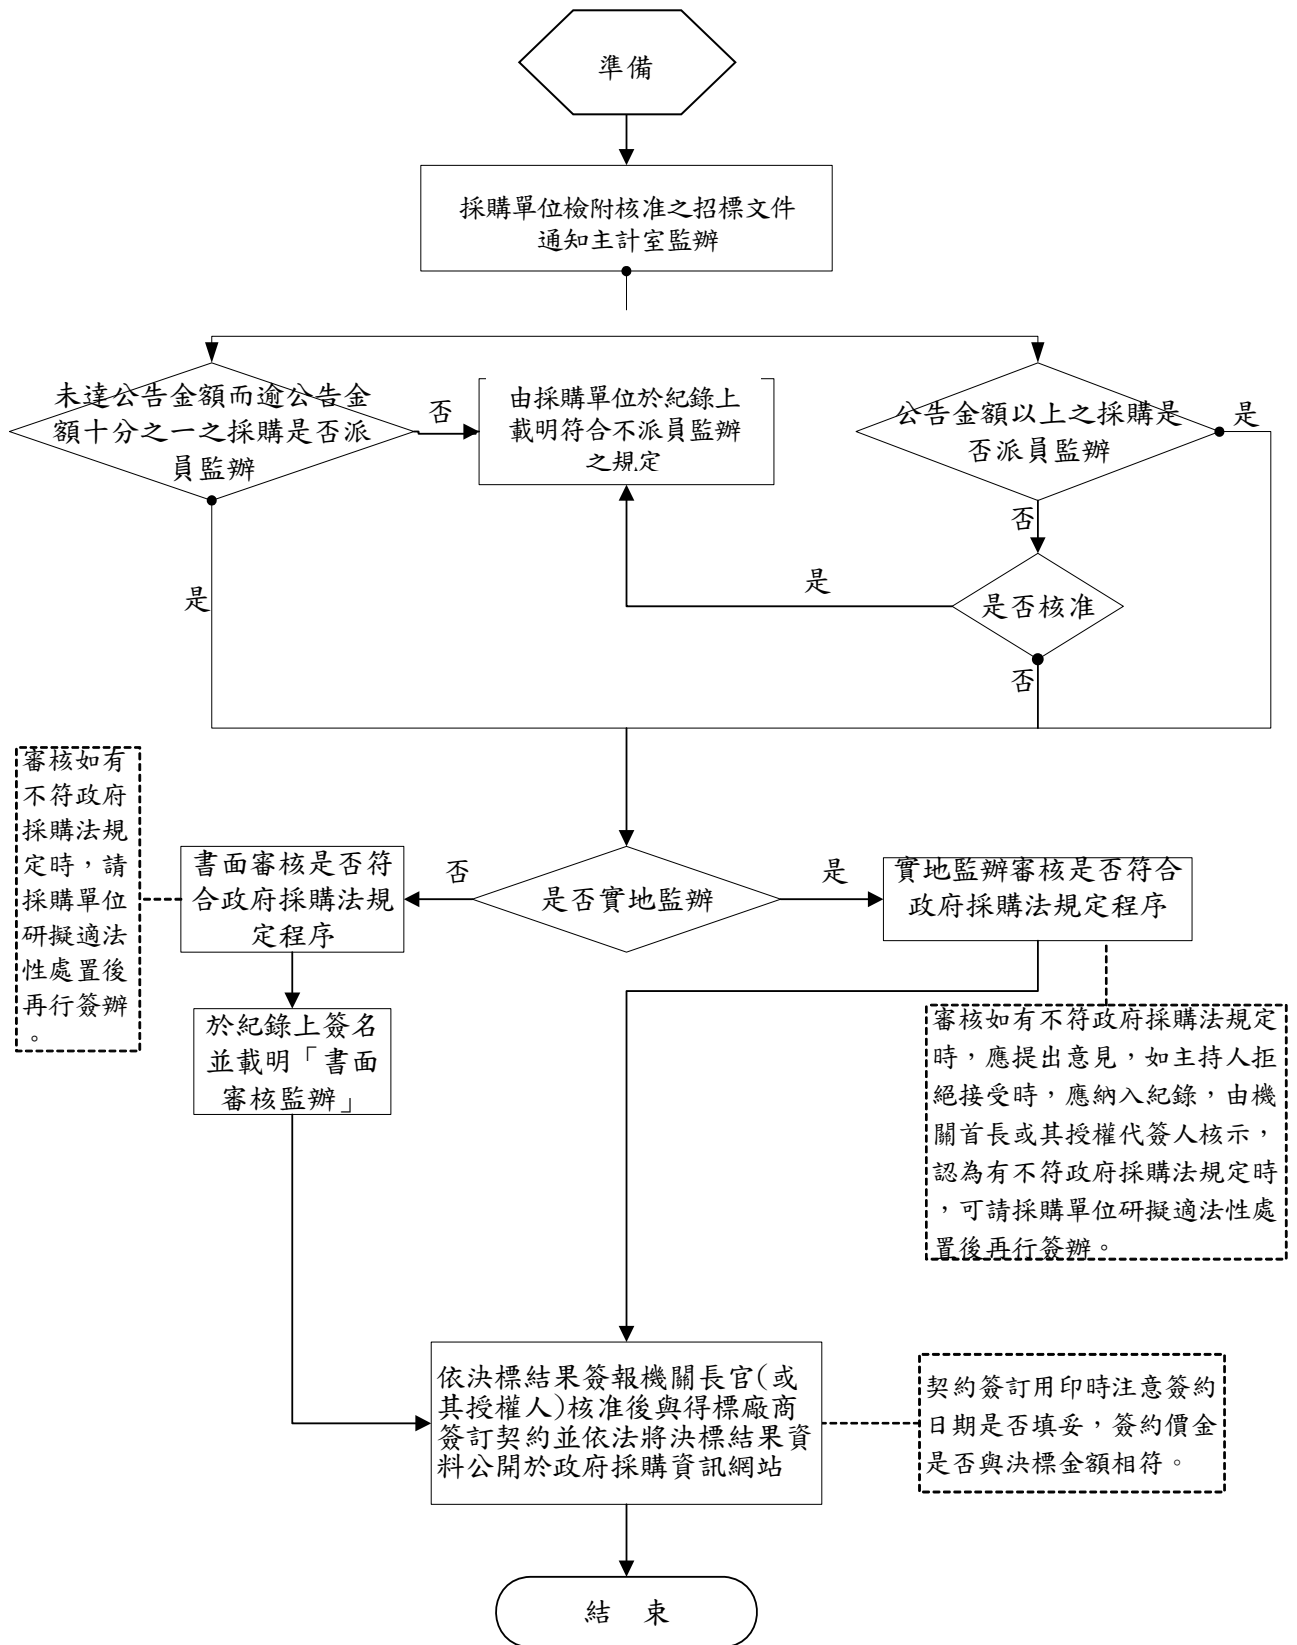 準備
採購單位檢附核准之招標文件
通知主計室監辦
未達公告金額而逾公告金
額十分之一之採購是否派
員監辦
否
由採購單位於紀錄上
載明符合不派員監辦
之規定
公告金額以上之採購是
否派員監辦
是
否
是
是
是否核准
否
審核如有
不符政府
採購法規
定時，請
採購單位
研擬適法
性處置後
再行簽辦
。
書面審核是否符
合政府採購法規
定程序
否
是否實地監辦
是
實地監辦審核是否符合
政府採購法規定程序
於紀錄上簽名
並載明「書面
審核監辦」
審核如有不符政府採購法規定
時，應提出意見，如主持人拒
絕接受時，應納入紀錄，由機
關首長或其授權代簽人核示，
認為有不符政府採購法規定時
，可請採購單位研擬適法性處
置後再行簽辦。
依決標結果簽報機關長官(或
其授權人)核准後與得標廠商
簽訂契約並依法將決標結果資
料公開於政府採購資訊網站
契約簽訂用印時注意簽約
日期是否填妥，簽約價金
是否與決標金額相符。
結 束